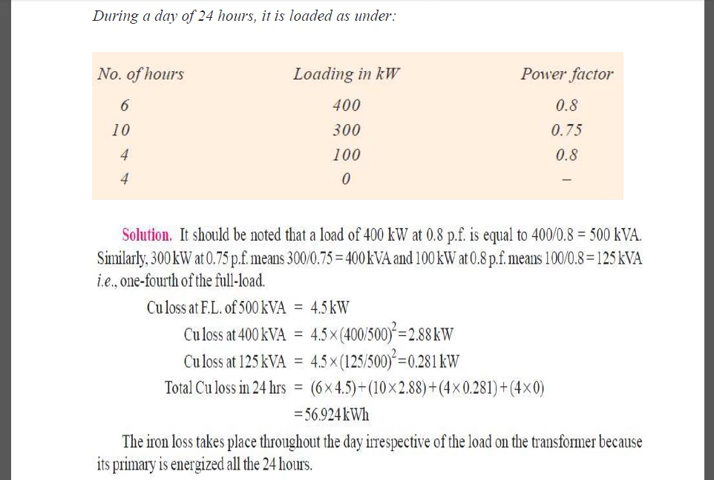 During a day of 24 hours, it is loaded as under:
No. of hours Loading in kW Power factor
6 400 0.8
10 300 0.75
4 100 0.8
4 0 –
Solution. It should be noted that a load of 400 kW at 0.8 p.f. is equal to 400/0.8 = 500 kVA.
Similarly, 300 kW at 0.75 p.f. means 300/0.75 = 400 kVA and 100 kW at 0.8 p.f. means 100/0.8 = 125 kVA
i.e., one-fourth of the full-load.
Cu loss at F.L. of 500 kVA = 4.5 kW
Cu loss at 400 kVA = 4.5 × (400/500)² = 2.88 kW
Cu loss at 125 kVA = 4.5 × (125/500)² = 0.281 kW
Total Cu loss in 24 hrs = (6 × 4.5) + (10 × 2.88) + (4 × 0.281) + (4 × 0)
= 56.924 kWh
The iron loss takes place throughout the day irrespective of the load on the transformer because
its primary is energized all the 24 hours.